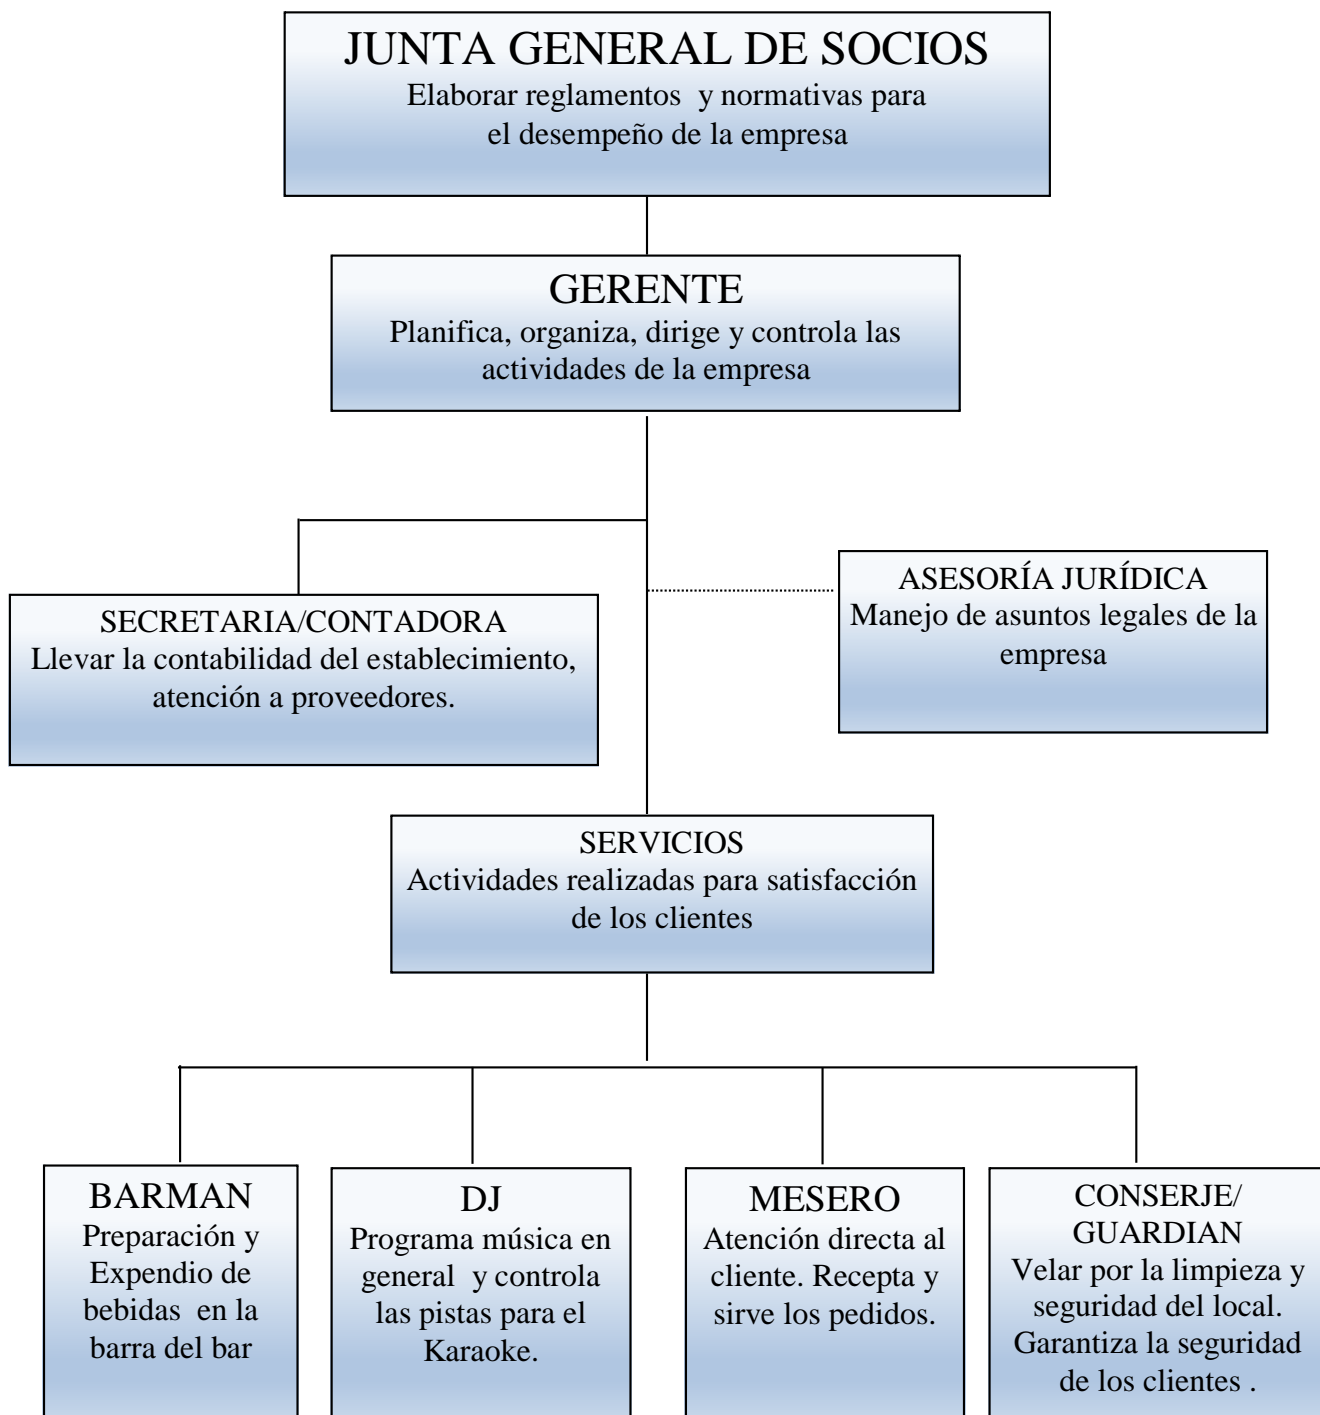 JUNTA GENERAL DE SOCIOS
Elaborar reglamentos  y normativas para
el desempeño de la empresa
GERENTE
Planifica, organiza, dirige y controla las
actividades de la empresa
SECRETARIA/CONTADORA
Llevar la contabilidad del establecimiento,
atención a proveedores.
ASESORÍA JURÍDICA
Manejo de asuntos legales de la
empresa
SERVICIOS
Actividades realizadas para satisfacción
de los clientes
BARMAN
Preparación y
Expendio de
bebidas  en la
barra del bar
DJ
Programa música en
general  y controla
las pistas para el
Karaoke.
MESERO
Atención directa al
cliente. Recepta y
sirve los pedidos.
CONSERJE/
GUARDIAN
Velar por la limpieza y
seguridad del local.
Garantiza la seguridad
de los clientes .